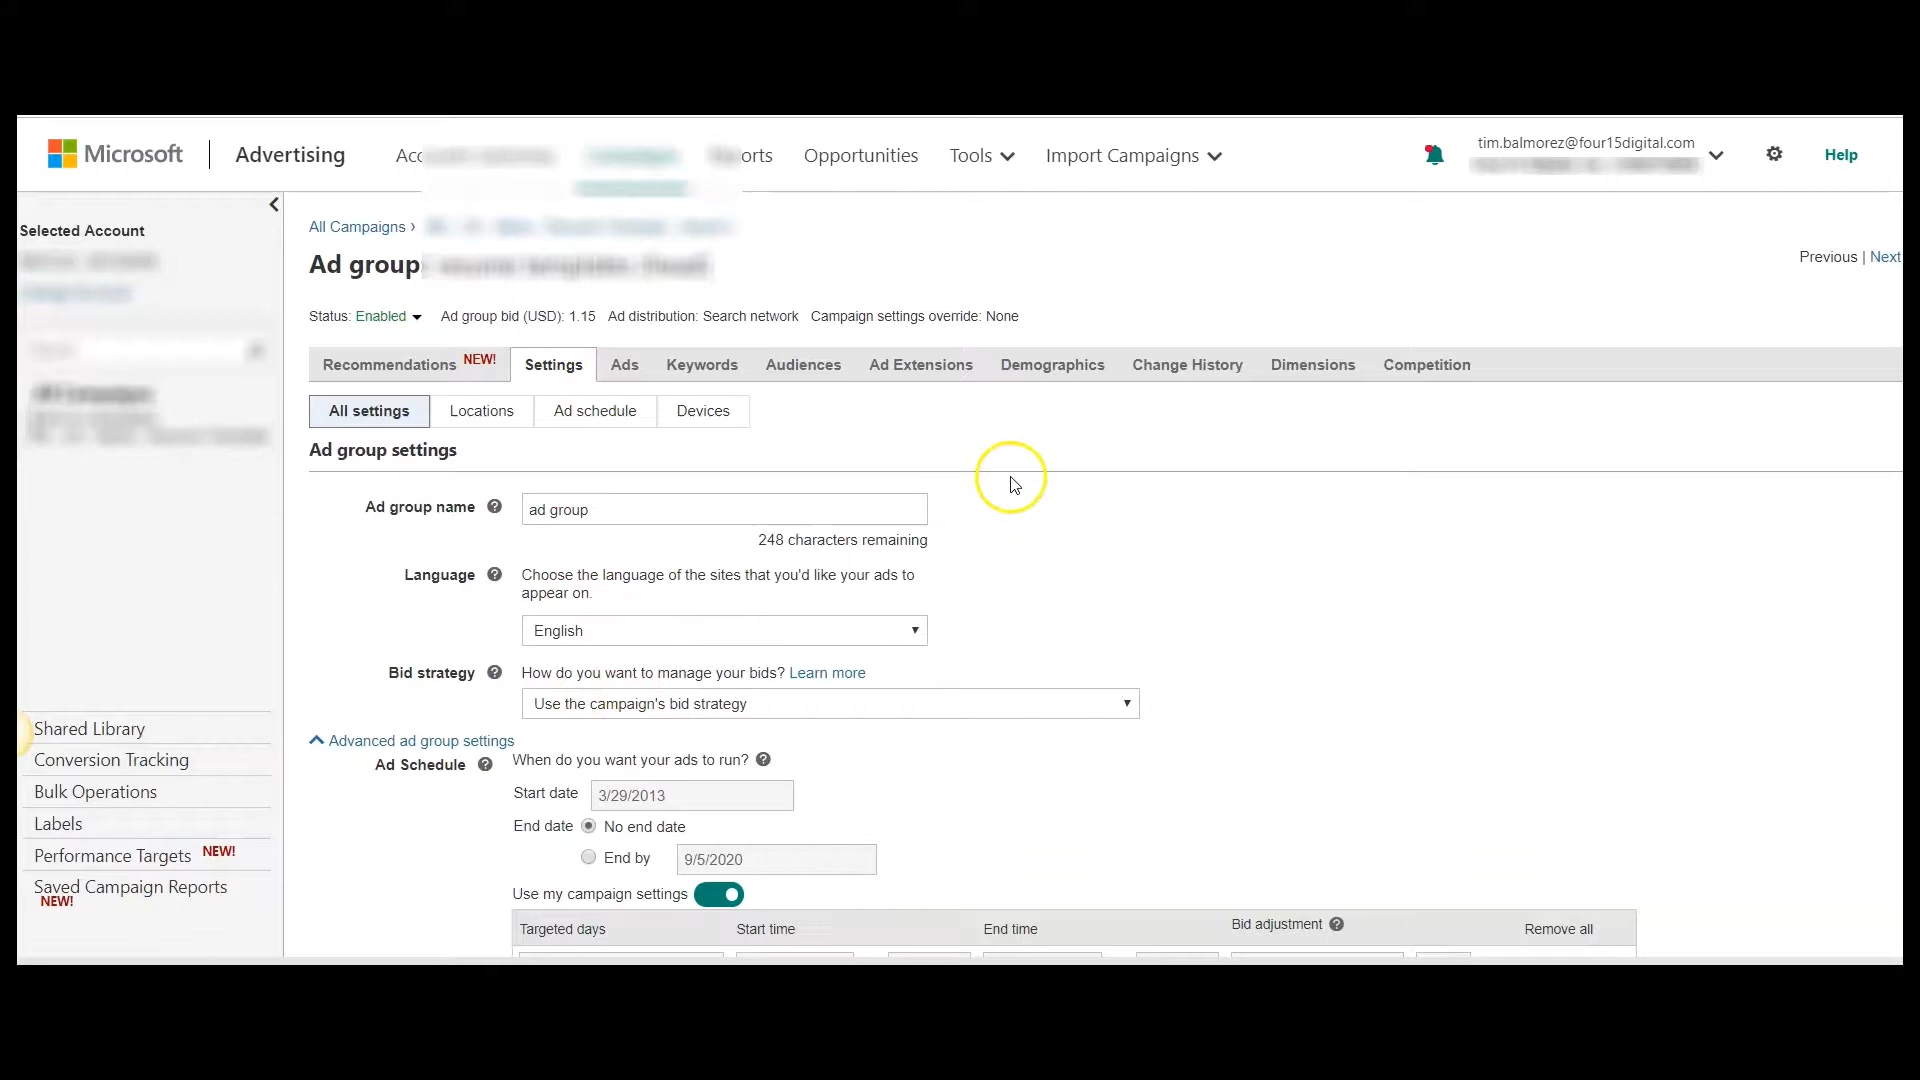 Microsoft | Advertising Opportunities Tools Import Campaigns tim.balmorez@four15digital.com Help
Selected Account
All Campaigns ›
Ad group:
Previous | Next
Status: Enabled Ad group bid (USD): 1.15 Ad distribution: Search network Campaign settings override: None
Recommendations NEW! Settings Ads Keywords Audiences Ad Extensions Demographics Change History Dimensions Competition
All settings Locations Ad schedule Devices
Ad group settings
Ad group name ad group
248 characters remaining
Language Choose the language of the sites that you'd like your ads to
appear on.
English
Bid strategy How do you want to manage your bids? Learn more
Use the campaign's bid strategy
Advanced ad group settings
Ad Schedule When do you want your ads to run?
Start date 3/29/2013
End date No end date
End by 9/5/2020
Use my campaign settings
Targeted days Start time End time Bid adjustment Remove all
Shared Library
Conversion Tracking
Bulk Operations
Labels
Performance Targets NEW!
Saved Campaign Reports
NEW!